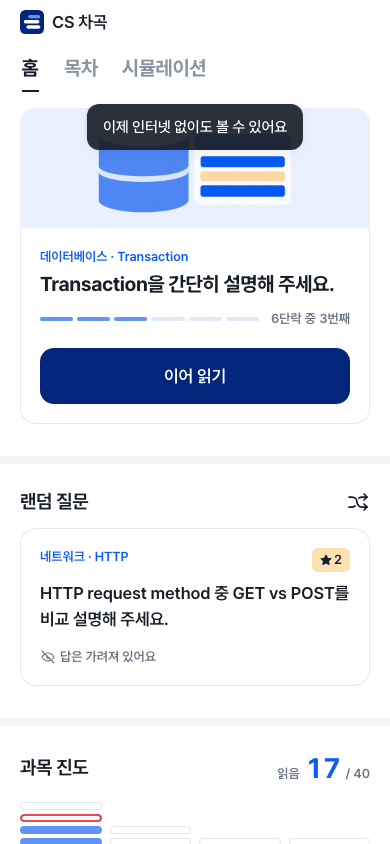 CS 차곡
홈 목차 시뮬레이션
이제 인터넷 없이도 볼 수 있어요
데이터베이스 · Transaction
Transaction을 간단히 설명해 주세요.
6단락 중 3번째
이어 읽기
랜덤 질문
네트워크 · HTTP
★ 2
HTTP request method 중 GET vs POST를
비교 설명해 주세요.
답은 가려져 있어요
과목 진도
읽음 17 / 40